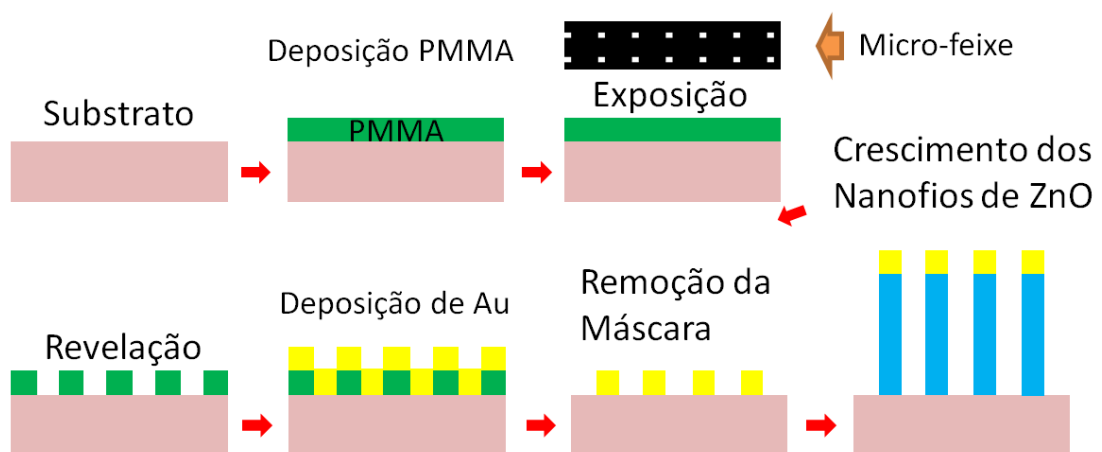 Substrato
Deposição PMMA
PMMA
Exposição
Micro-feixe
Revelação
Deposição de Au
Remoção da
Máscara
Crescimento dos
Nanofios de ZnO